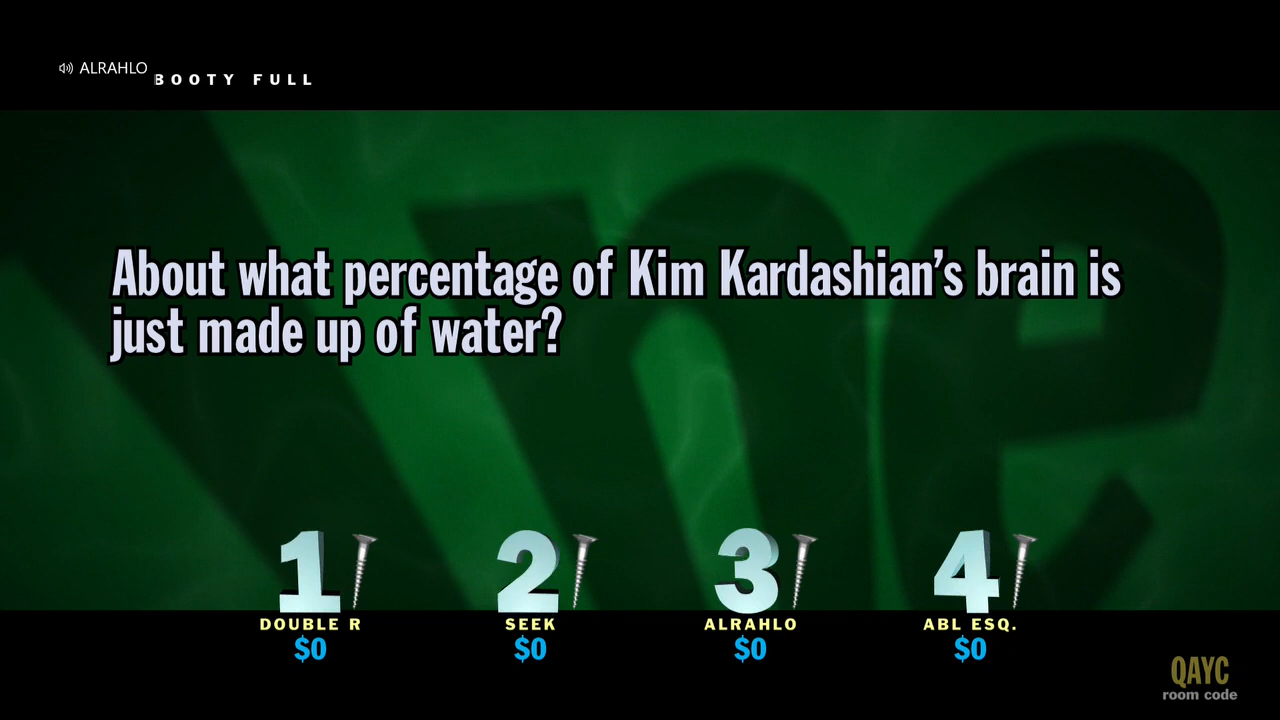 ALRAHLO
BOOTY FULL
About what percentage of Kim Kardashian's brain is
just made up of water?
1 2 3 4
DOUBLE R SEEK ALRAHLO ABL ESQ.
$0 $0 $0 $0
QAYC
room code